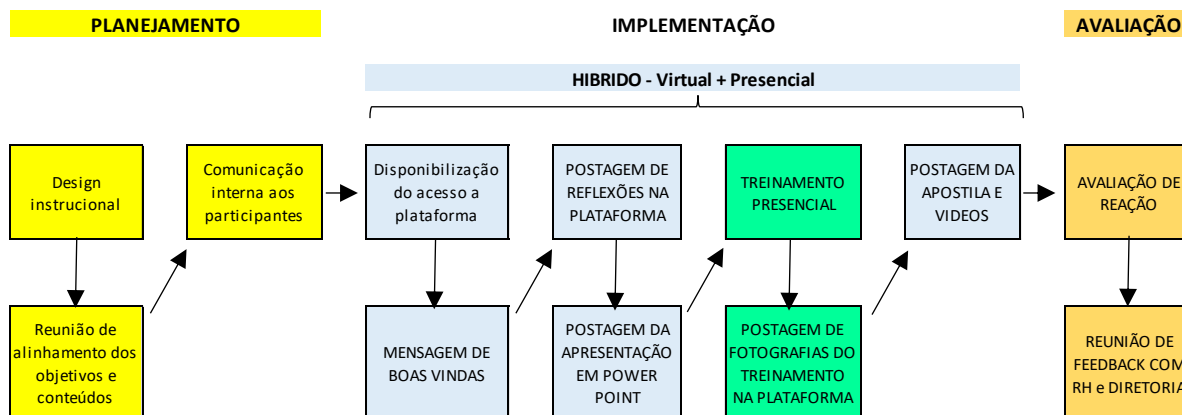 PLANEJAMENTO
IMPLEMENTAÇÃO
AVALIAÇÃO
HIBRIDO - Virtual + Presencial
Design
instrucional
Comunicação
interna aos
participantes
Disponibilização
do acesso a
plataforma
POSTAGEM DE
REFLEXÕES NA
PLATAFORMA
TREINAMENTO
PRESENCIAL
POSTAGEM DA
APOSTILA E
VIDEOS
AVALIAÇÃO DE
REAÇÃO
Reunião de
alinhamento dos
objetivos e
conteúdos
MENSAGEM DE
BOAS VINDAS
POSTAGEM DA
APRESENTAÇÃO
EM POWER
POINT
POSTAGEM DE
FOTOGRAFIAS DO
TREINAMENTO
NA PLATAFORMA
REUNIÃO DE
FEEDBACK COM
RH e DIRETORIA